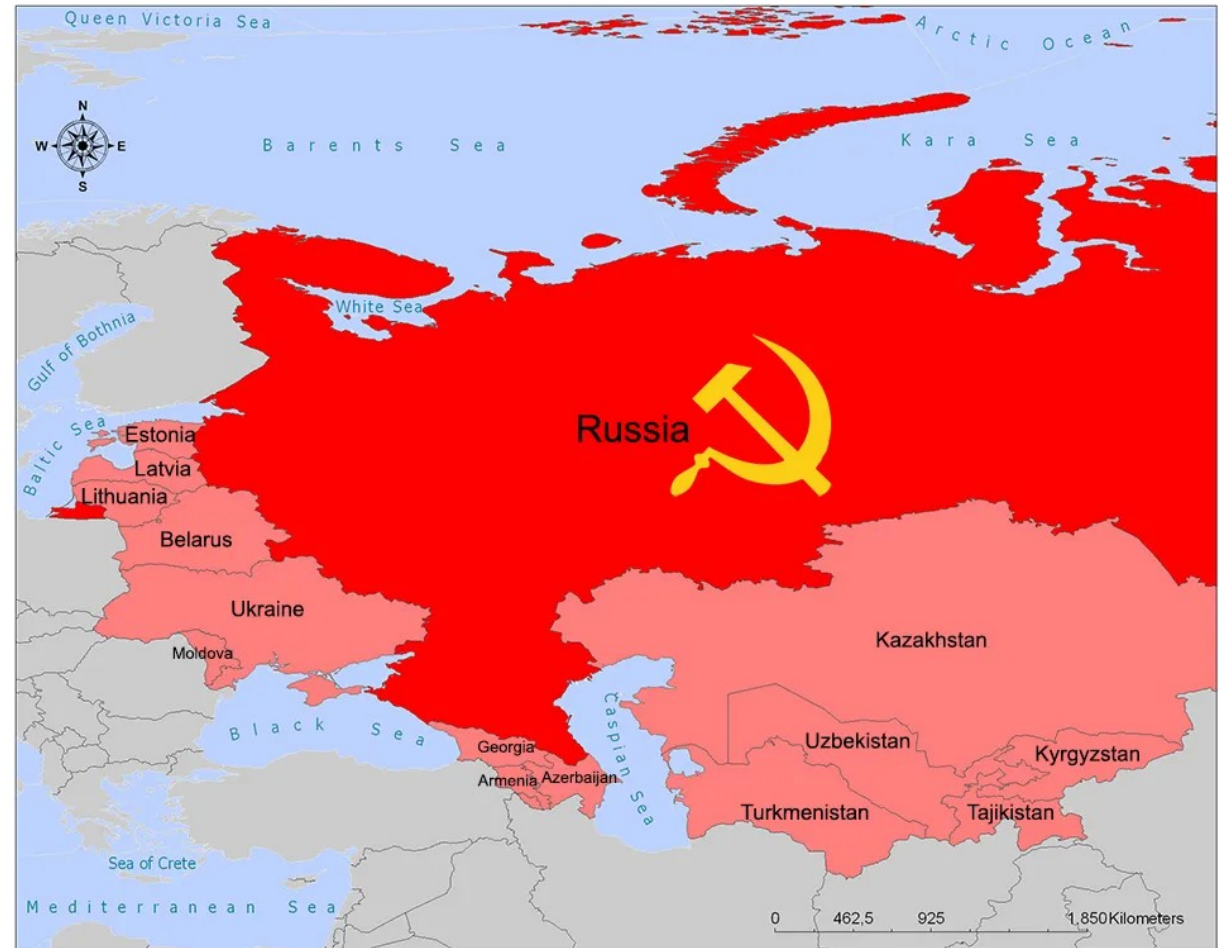 Queen Victoria Sea
Arctic Ocean
N
W E
S
Barents Sea
Kara Sea
White Sea
Gulf of Bothnia
Baltic Sea
Russia
Estonia
Latvia
Lithuania
Belarus
Ukraine
Moldova
Kazakhstan
Black Sea
Caspian Sea
Georgia
Armenia
Azerbaijan
Uzbekistan
Kyrgyzstan
Turkmenistan
Tajikistan
Sea of Crete
Mediterranean Sea
0 462,5 925 1.850 Kilometers